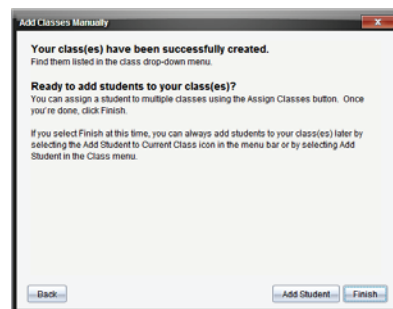 Add Classes Manually
Your class(es) have been successfully created.
Find them listed in the class drop-down menu.
Ready to add students to your class(es)?
You can assign a student to multiple classes using the Assign Classes button. Once
you're done, click Finish.
If you select Finish at this time, you can always add students to your class(es) later by
selecting the Add Student to Current Class icon in the menu bar or by selecting Add
Student in the Class menu.
Back Add Student Finish